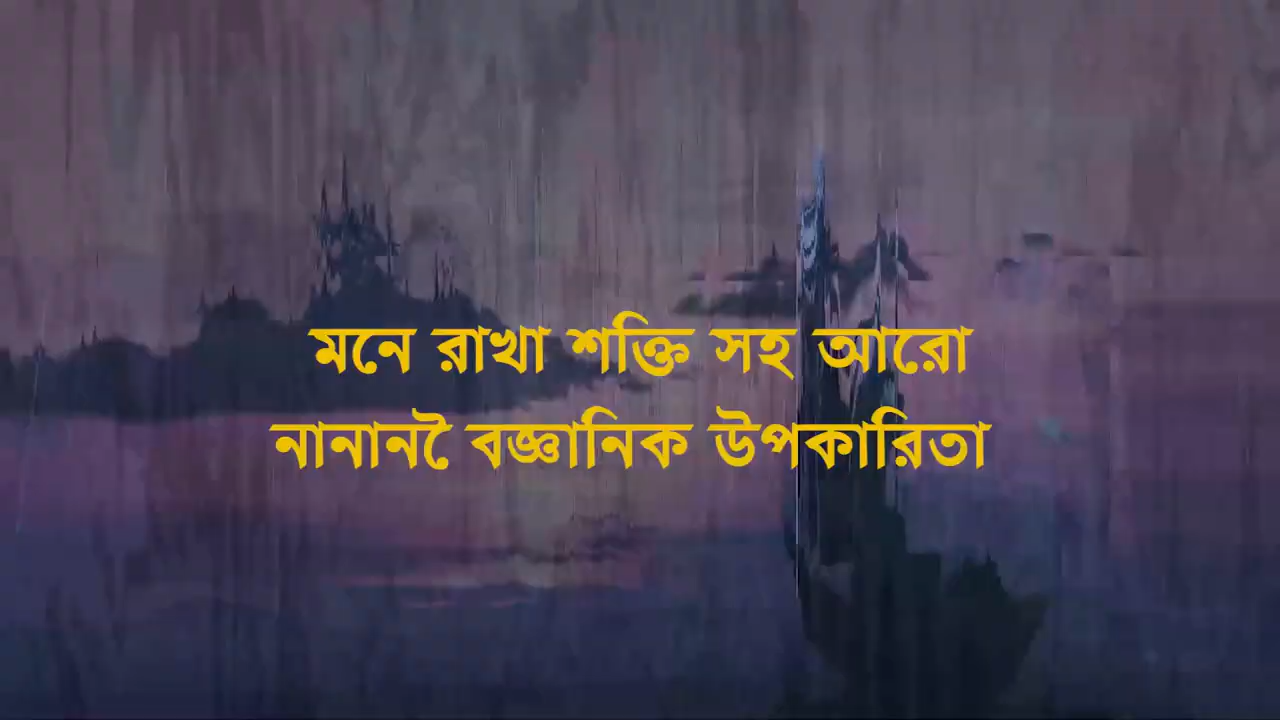 মনে রাখা শক্তি সহ আরো
নানানৈ বজ্ঞানিক উপকারিতা